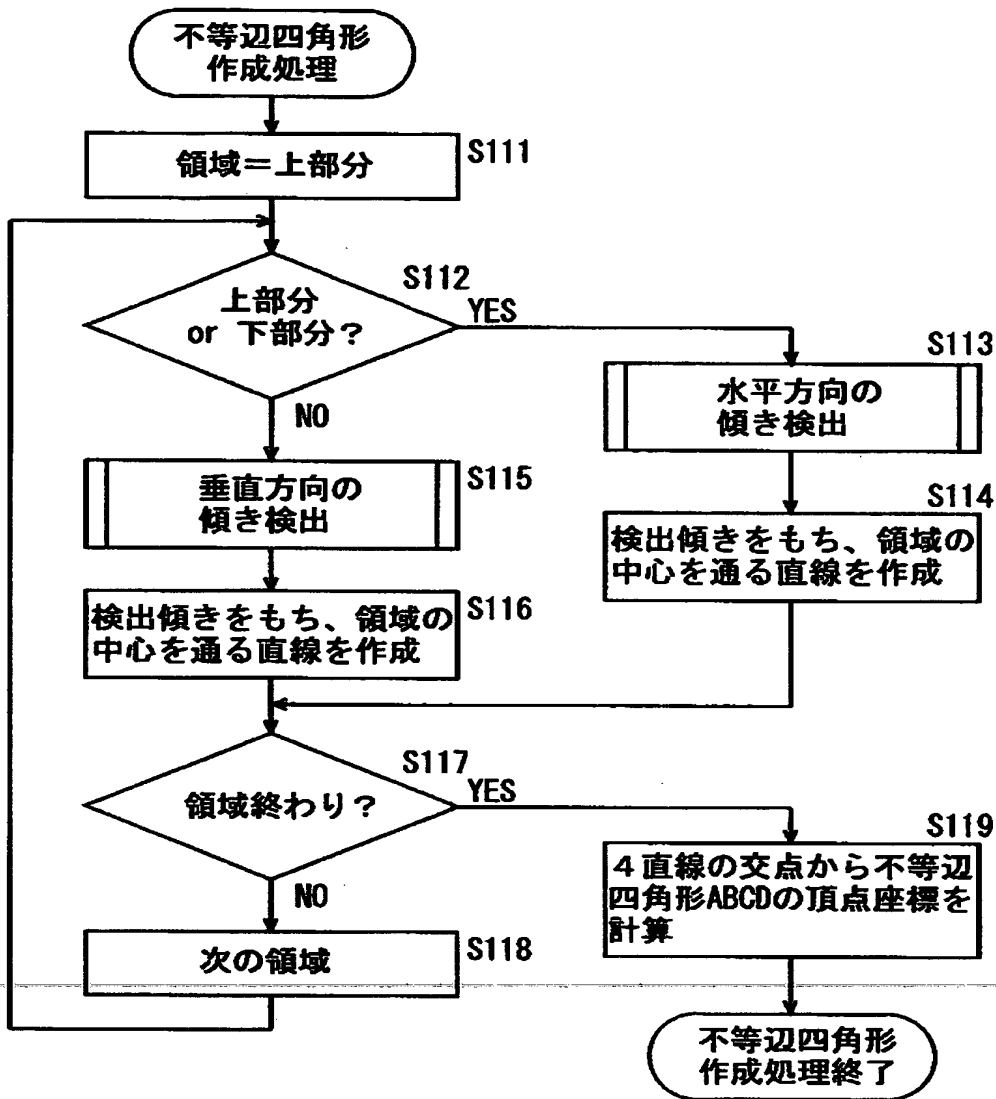 不等辺四角形
作成処理
領域＝上部分
S111
S112
上部分
or 下部分？
YES
NO
S113
水平方向の
傾き検出
S114
検出傾きをもち、領域の
中心を通る直線を作成
S115
垂直方向の
傾き検出
S116
検出傾きをもち、領域の
中心を通る直線を作成
S117
領域終わり？
YES
NO
S118
次の領域
S119
４直線の交点から不等辺
四角形ABCDの頂点座標を
計算
不等辺四角形
作成処理終了